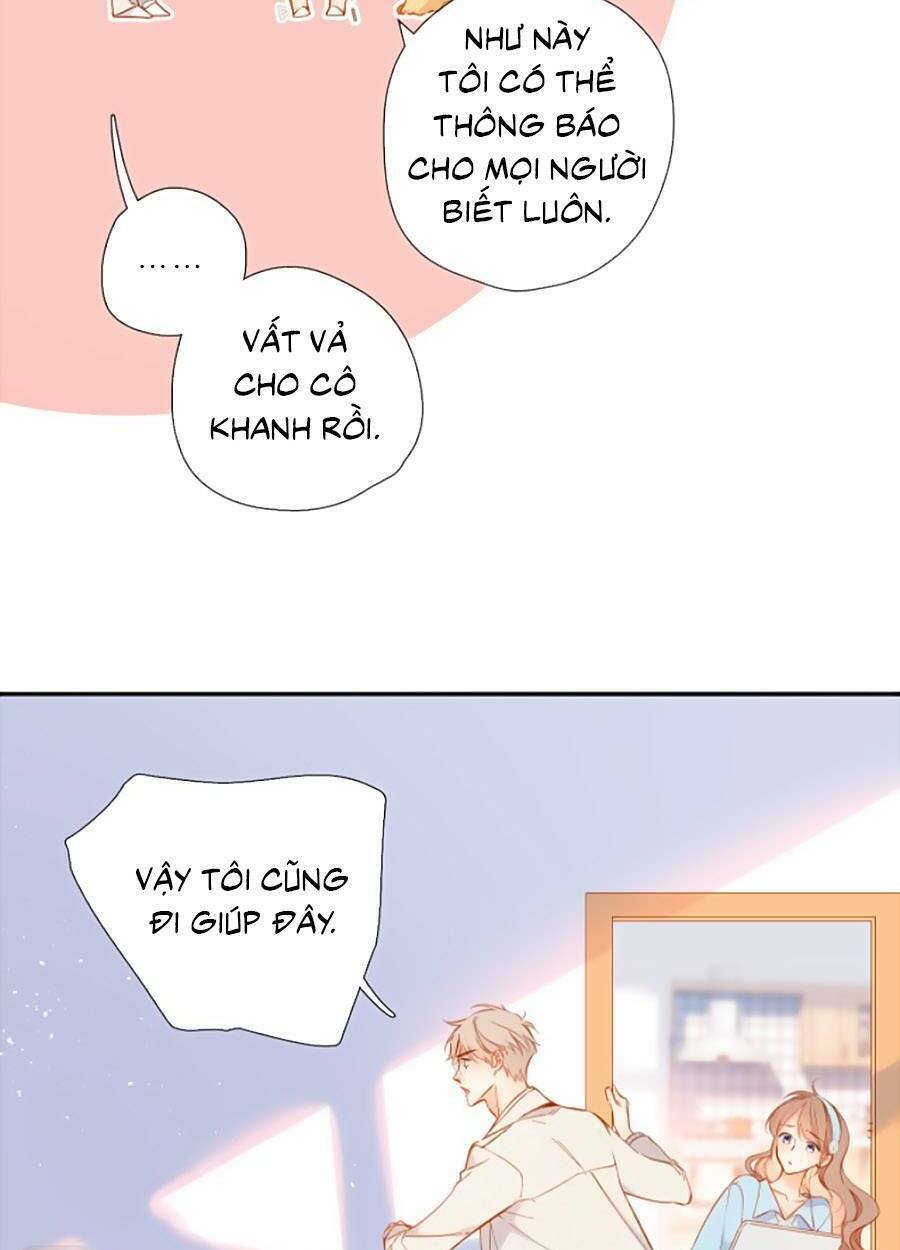 NHƯ NÀY
TÔI CÓ THỂ
THÔNG BÁO
CHO MỌI NGƯỜI
BIẾT LUÔN.
……
VẤT VẢ
CHO CÔ
KHANH RỒI.
VẬY TÔI CŨNG
ĐI GIÚP ĐÂY.